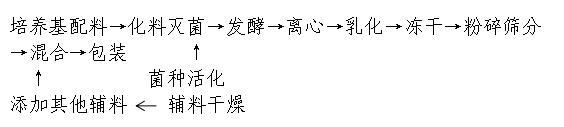 培养基配料→化料灭菌→发酵→离心→乳化→冻干→粉碎筛分
→混合→包装 ↑
↑ 菌种活化
添加其他辅料 ← 辅料干燥